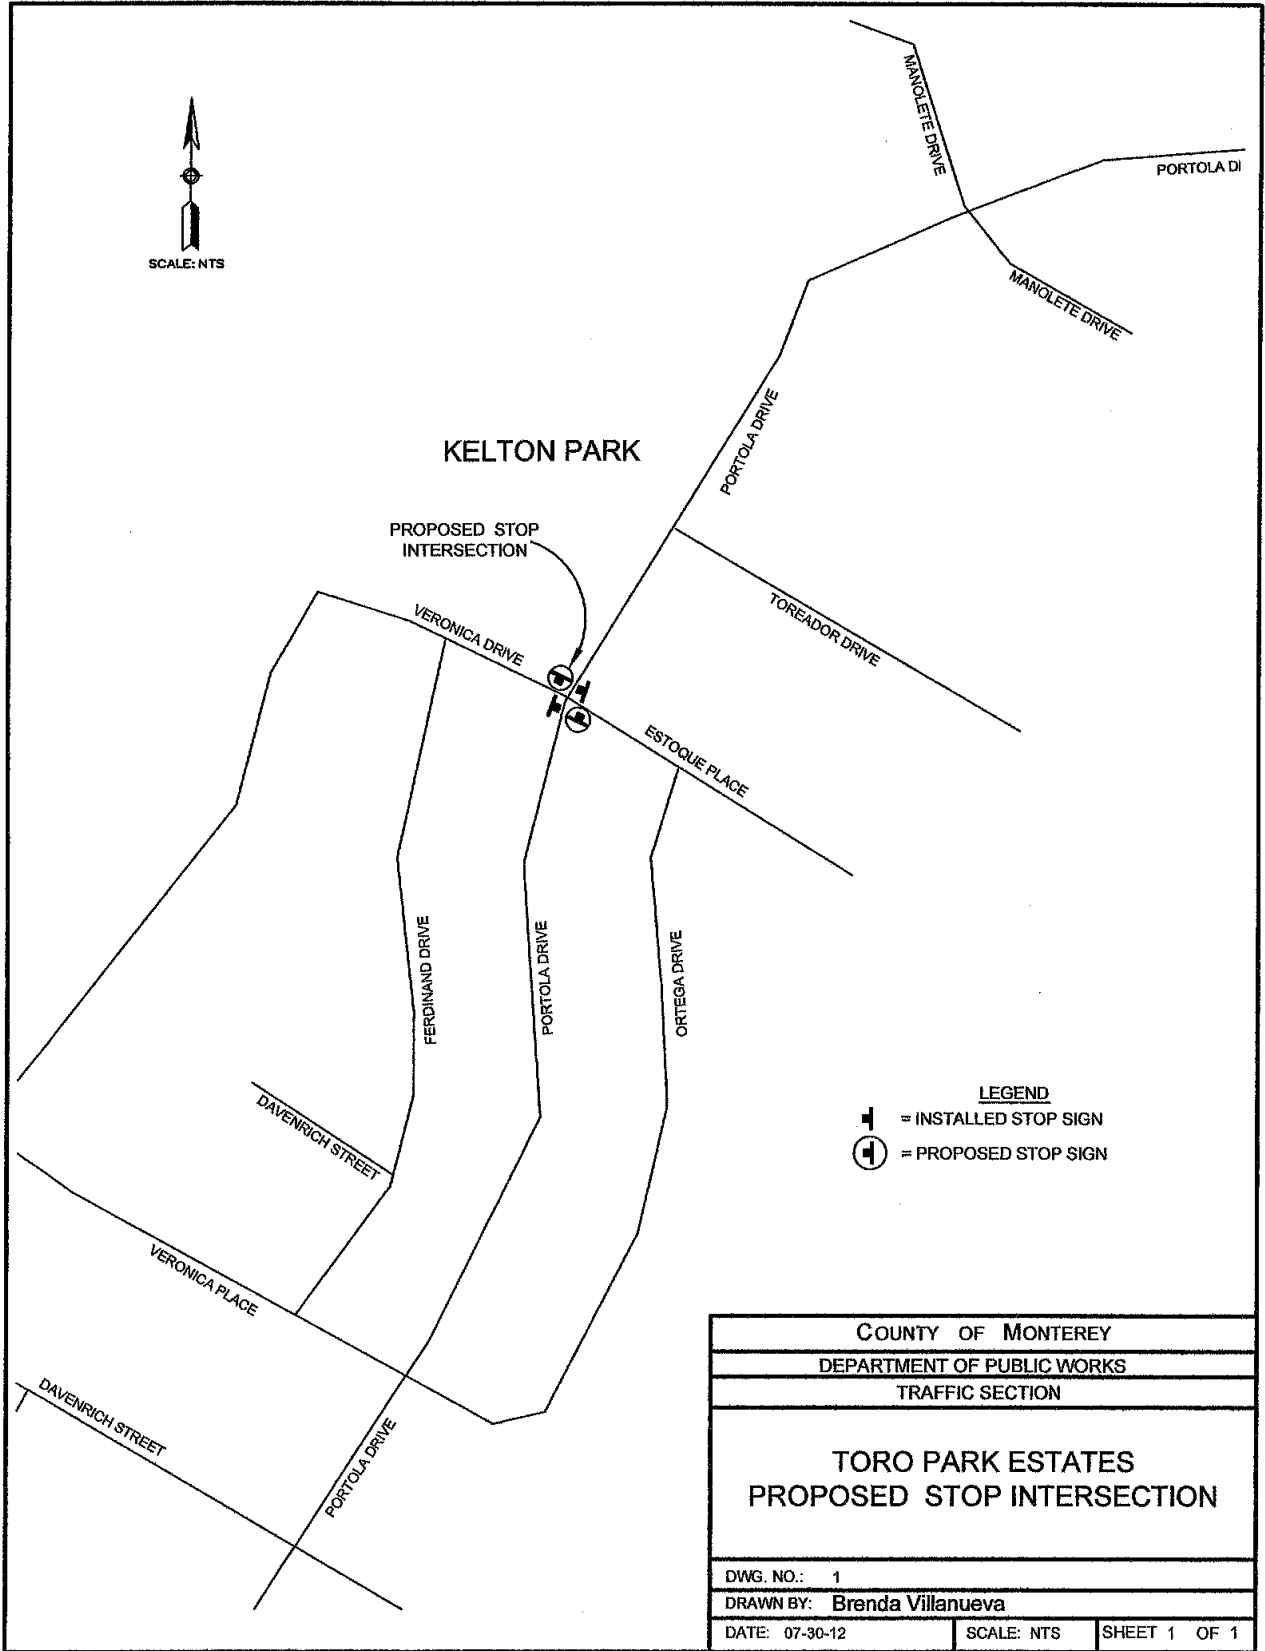 MANOLETE DRIVE
PORTOLA DI
MANOLETE DRIVE
SCALE: NTS
PORTOLA DRIVE
KELTON PARK
PROPOSED STOP
INTERSECTION
VERONICA DRIVE
TOREADOR DRIVE
ESTOQUE PLACE
FERDINAND DRIVE
PORTOLA DRIVE
ORTEGA DRIVE
DAVENRICH STREET
LEGEND
= INSTALLED STOP SIGN
= PROPOSED STOP SIGN
VERONICA PLACE
DAVENRICH STREET
PORTOLA DRIVE
COUNTY OF MONTEREY
DEPARTMENT OF PUBLIC WORKS
TRAFFIC SECTION
TORO PARK ESTATES
PROPOSED STOP INTERSECTION
DWG. NO.: 1
DRAWN BY: Brenda Villanueva
DATE: 07-30-12 SCALE: NTS SHEET 1 OF 1